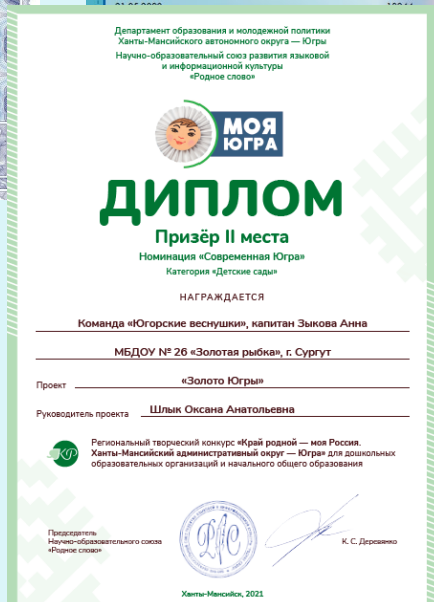 Департамент образования и молодежной политики
Ханты-Мансийского автономного округа — Югры
Научно-образовательный союз развития языковой
и информационной культуры
«Родное слово»
МОЯ
ЮГРА
ДИПЛОМ
Призёр II места
Номинация «Современная Югра»
Категория «Детские сады»
НАГРАЖДАЕТСЯ
Команда «Югорские веснушки», капитан Зыкова Анна
МБДОУ № 26 «Золотая рыбка», г. Сургут
Проект «Золото Югры»
Руководитель проекта Шлык Оксана Анатольевна
КР
Региональный творческий конкурс «Край родной — моя Россия.
Ханты-Мансийский административный округ — Югра» для дошкольных
образовательных организаций и начального общего образования
Председатель
Научно-образовательного союза
«Родное слово»
К. С. Деревянко
Ханты-Мансийск, 2021